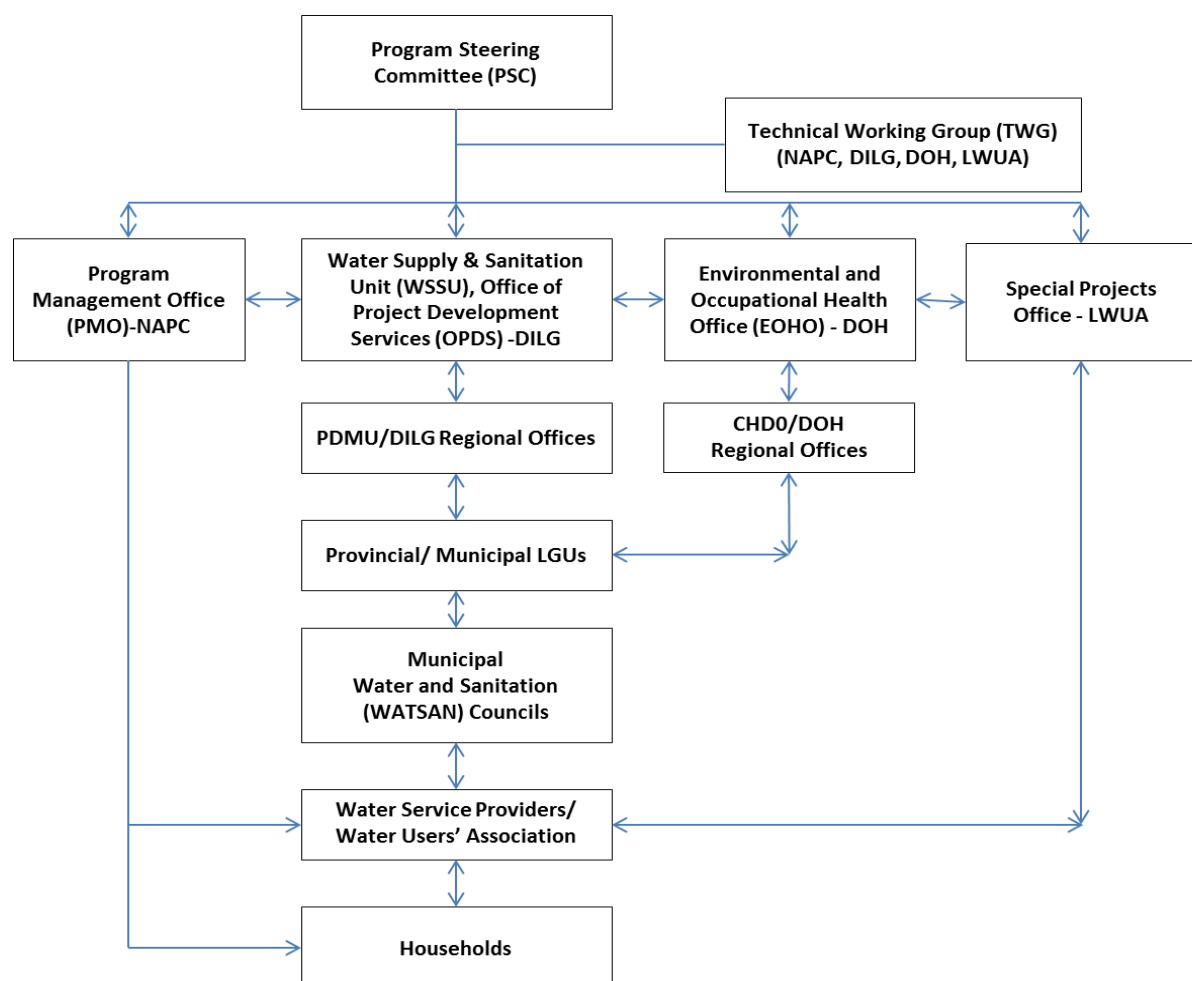 Program Steering
Committee (PSC)
Technical Working Group (TWG)
(NAPC, DILG, DOH, LWUA)
Program
Management Office
(PMO)-NAPC
Water Supply & Sanitation
Unit (WSSU), Office of
Project Development
Services (OPDS) -DILG
Environmental and
Occupational Health
Office (EOHO) - DOH
Special Projects
Office - LWUA
PDMU/DILG Regional Offices
CHD0/DOH
Regional Offices
Provincial/ Municipal LGUs
Municipal
Water and Sanitation
(WATSAN) Councils
Water Service Providers/
Water Users’ Association
Households